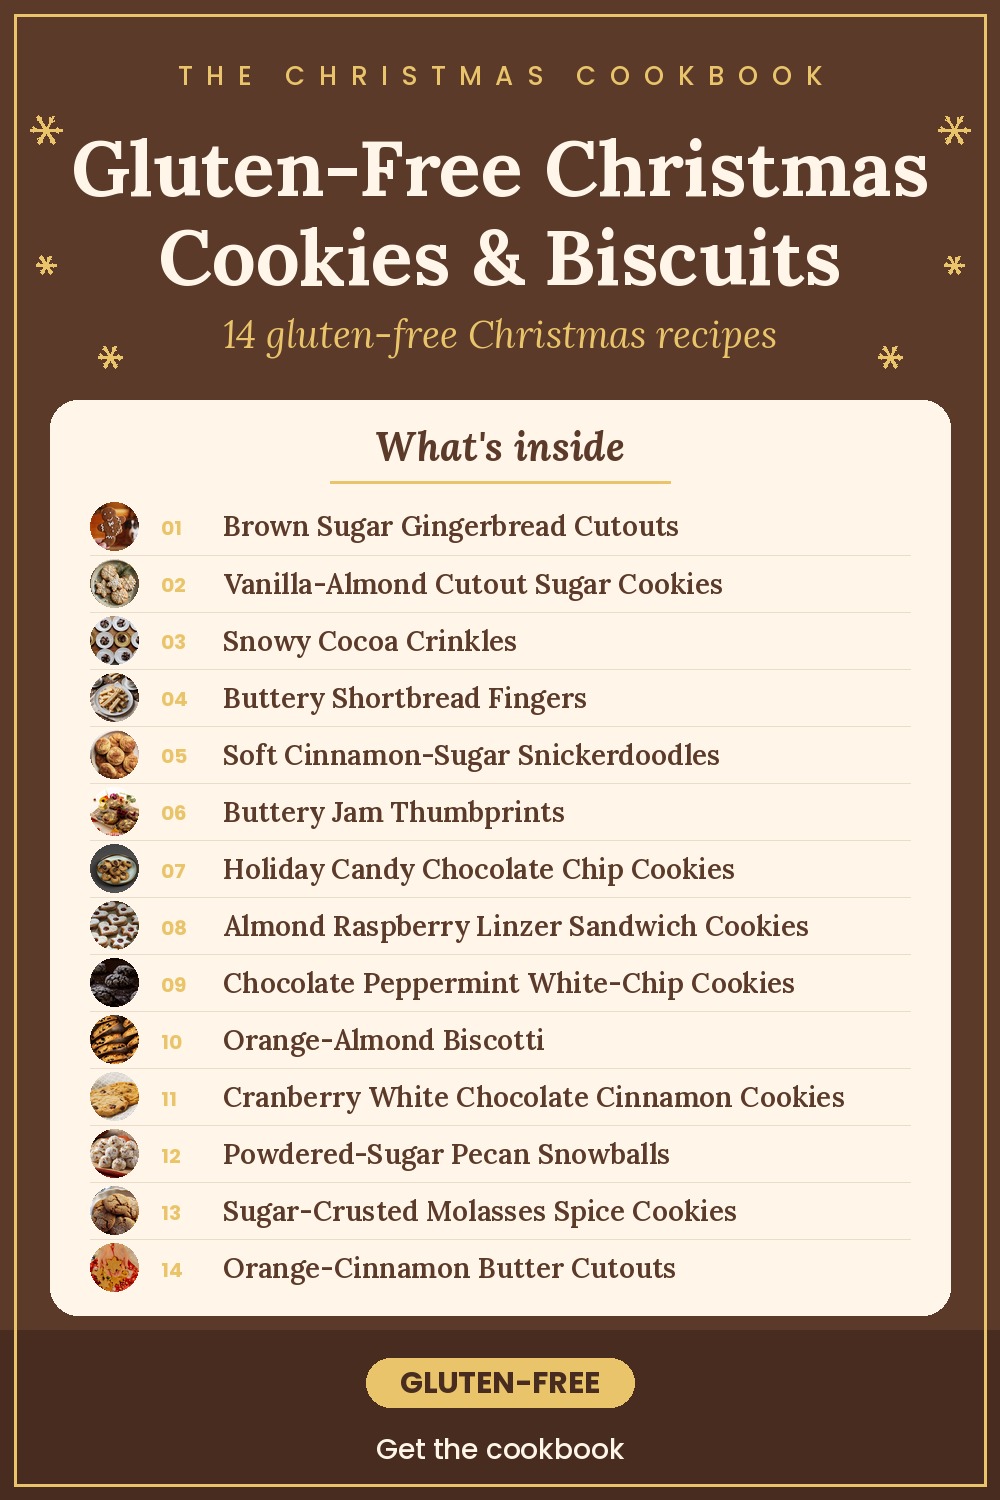 THE CHRISTMAS COOKBOOK
Gluten-Free Christmas
Cookies & Biscuits
14 gluten-free Christmas recipes
What's inside
01 Brown Sugar Gingerbread Cutouts
02 Vanilla-Almond Cutout Sugar Cookies
03 Snowy Cocoa Crinkles
04 Buttery Shortbread Fingers
05 Soft Cinnamon-Sugar Snickerdoodles
06 Buttery Jam Thumbprints
07 Holiday Candy Chocolate Chip Cookies
08 Almond Raspberry Linzer Sandwich Cookies
09 Chocolate Peppermint White-Chip Cookies
10 Orange-Almond Biscotti
11 Cranberry White Chocolate Cinnamon Cookies
12 Powdered-Sugar Pecan Snowballs
13 Sugar-Crusted Molasses Spice Cookies
14 Orange-Cinnamon Butter Cutouts
GLUTEN-FREE
Get the cookbook